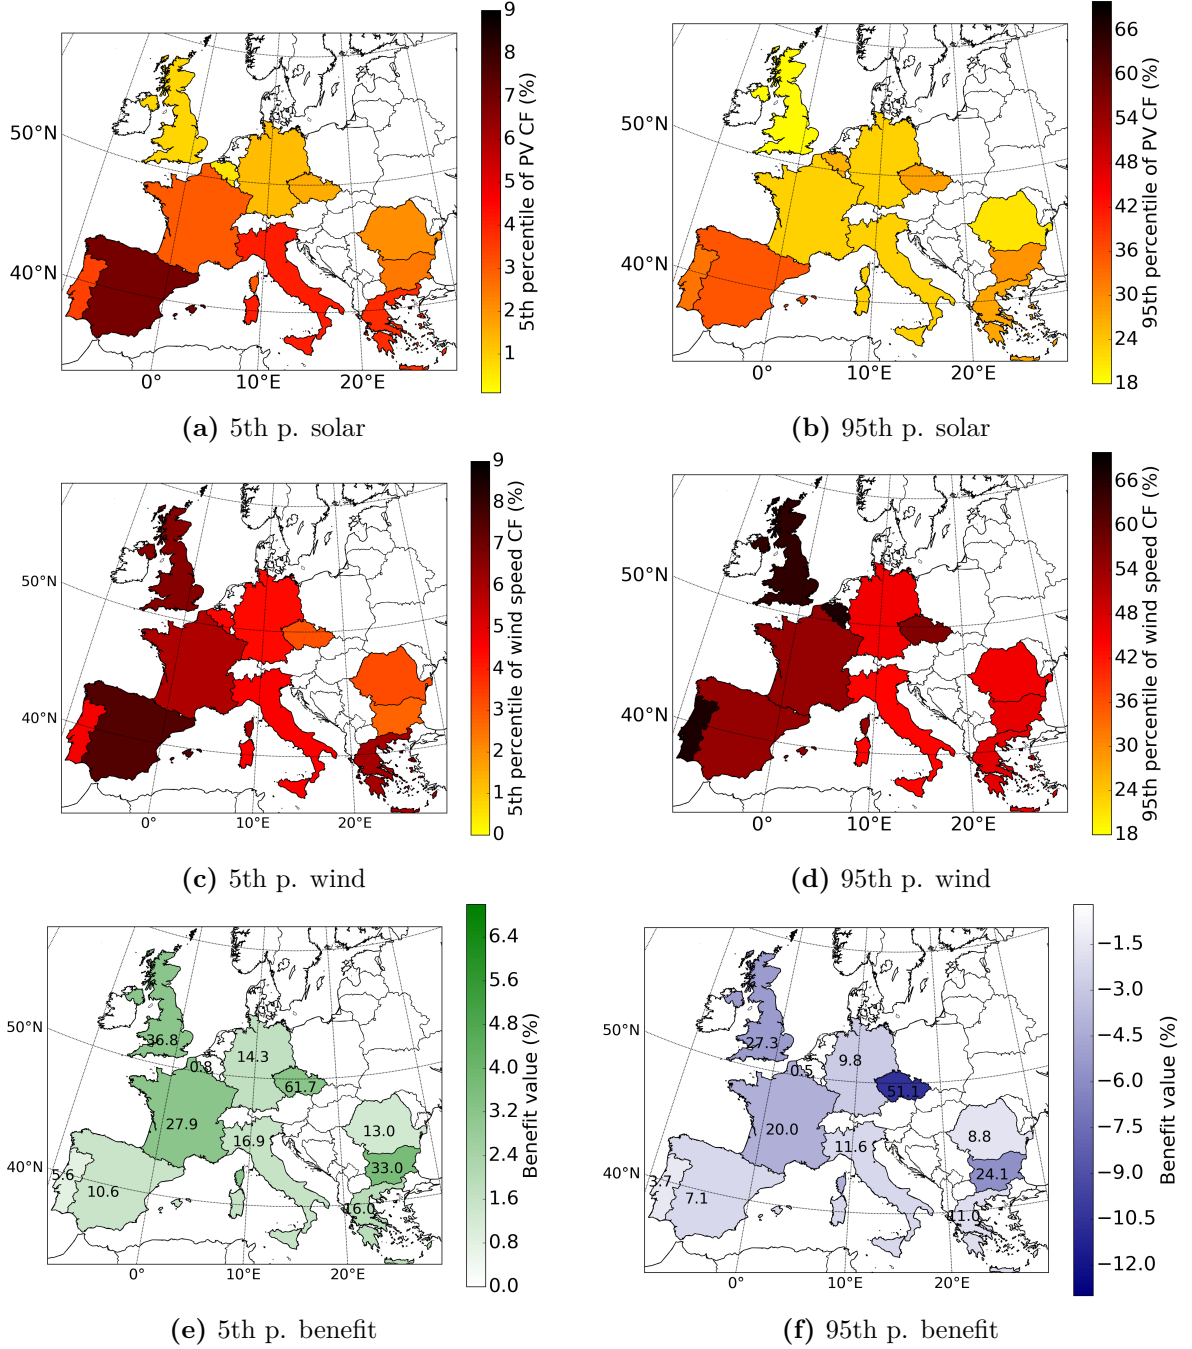 9
8
7
6
5
4
3
2
1
5th percentile of PV CF (%)
50°N
40°N
0°
10°E
20°E
(a) 5th p. solar
66
60
54
48
42
36
30
24
18
95th percentile of PV CF (%)
50°N
40°N
0°
10°E
20°E
(b) 95th p. solar
9
8
7
6
5
4
3
2
1
0
5th percentile of wind speed CF (%)
50°N
40°N
0°
10°E
20°E
(c) 5th p. wind
66
60
54
48
42
36
30
24
18
95th percentile of wind speed CF (%)
50°N
40°N
0°
10°E
20°E
(d) 95th p. wind
6.4
5.6
4.8
4.0
3.2
2.4
1.6
0.8
0.0
Benefit value (%)
50°N
40°N
0°
10°E
20°E
36.8
0.8
14.3
61.7
27.9
16.9
13.0
33.0
5.6
10.6
16.0
(e) 5th p. benefit
−1.5
−3.0
−4.5
−6.0
−7.5
−9.0
−10.5
−12.0
Benefit value (%)
50°N
40°N
0°
10°E
20°E
27.3
0.5
9.8
51.1
20.0
11.6
8.8
24.1
3.7
7.1
11.0
(f) 95th p. benefit